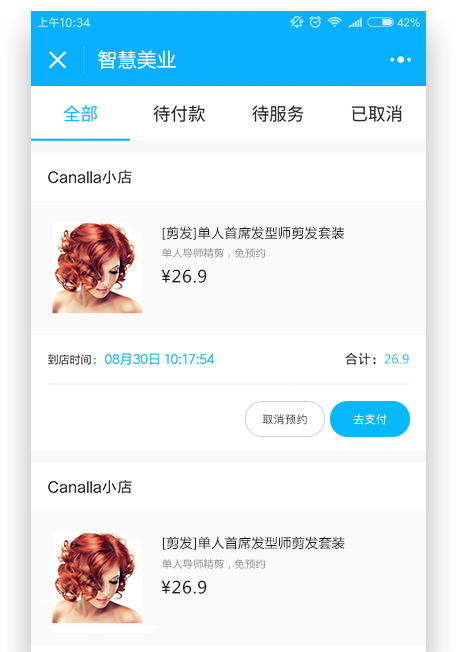 上午10:34 42%
智慧美业
全部 待付款 待服务 已取消
Canalla小店
[剪发]单人首席发型师剪发套装
单人导师精剪，免预约
¥26.9
到店时间：08月30日 10:17:54 合计：26.9
取消预约 去支付
Canalla小店
[剪发]单人首席发型师剪发套装
单人导师精剪，免预约
¥26.9